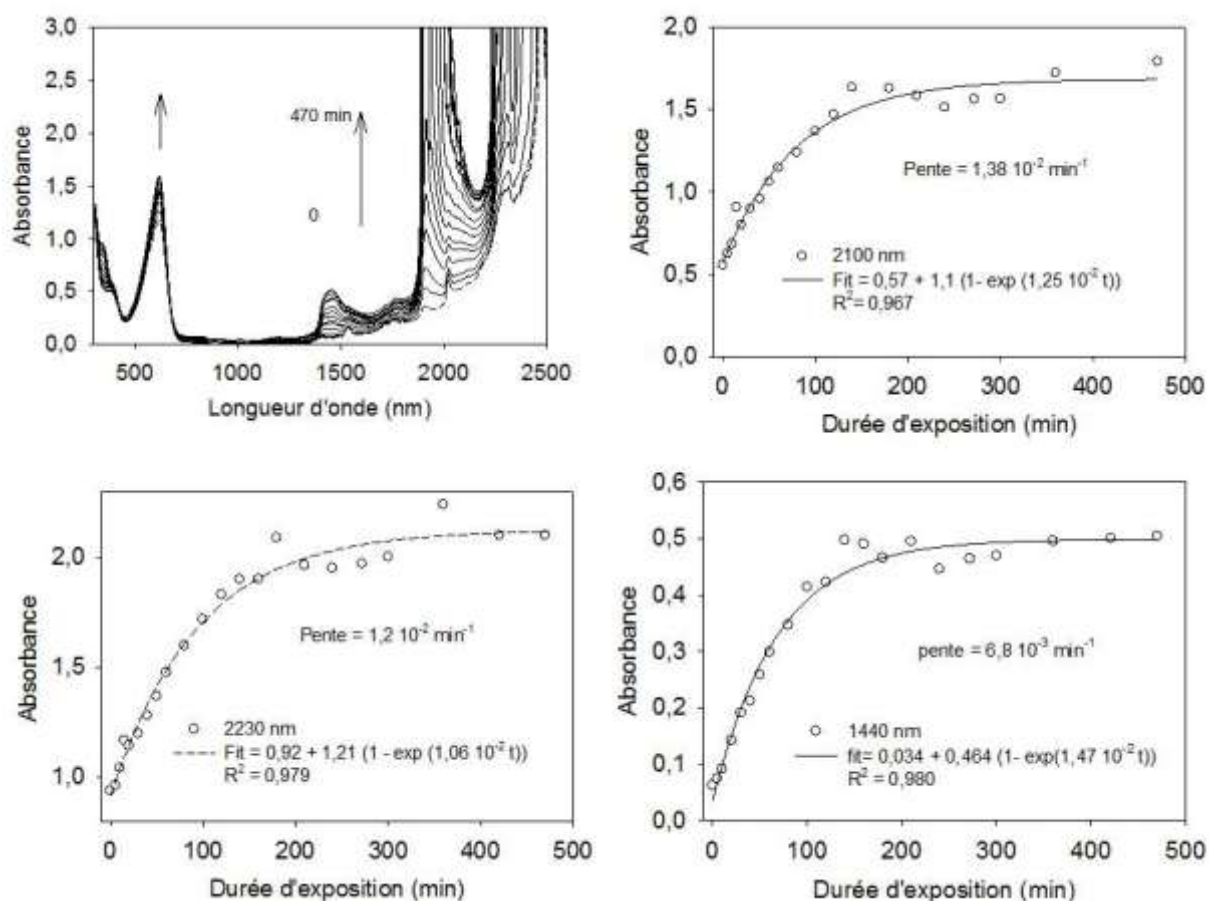 3,0
2,5
2,0
1,5
1,0
0,5
0,0
Absorbance
470 min
0
500 1000 1500 2000 2500
Longueur d'onde (nm)
2,0
1,5
1,0
0,5
0,0
Absorbance
Pente = 1,38 10⁻² min⁻¹
2100 nm
Fit = 0,57 + 1,1 (1- exp (1,25 10⁻² t))
R²= 0,967
0 100 200 300 400 500
Durée d'exposition (min)
2,0
1,5
1,0
Absorbance
Pente = 1,2 10⁻² min⁻¹
2230 nm
Fit = 0,92 + 1,21 (1 - exp (1,06 10⁻² t))
R² = 0,979
0 100 200 300 400 500
Durée d'exposition (min)
0,6
0,5
0,4
0,3
0,2
0,1
0,0
Absorbance
pente = 6,8 10⁻³ min⁻¹
1440 nm
fit= 0,034 + 0,464 (1- exp(1,47 10⁻² t))
R² = 0,980
0 100 200 300 400 500
Durée d'exposition (min)